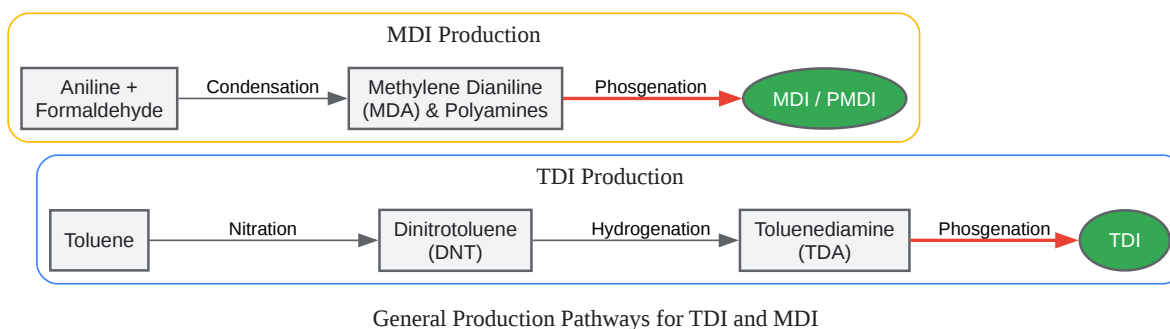 MDI Production
Aniline +
Formaldehyde
Condensation
Methylene Dianiline
(MDA) & Polyamines
Phosgenation
MDI / PMDI
TDI Production
Toluene
Nitration
Dinitrotoluene
(DNT)
Hydrogenation
Toluenediamine
(TDA)
Phosgenation
TDI
General Production Pathways for TDI and MDI